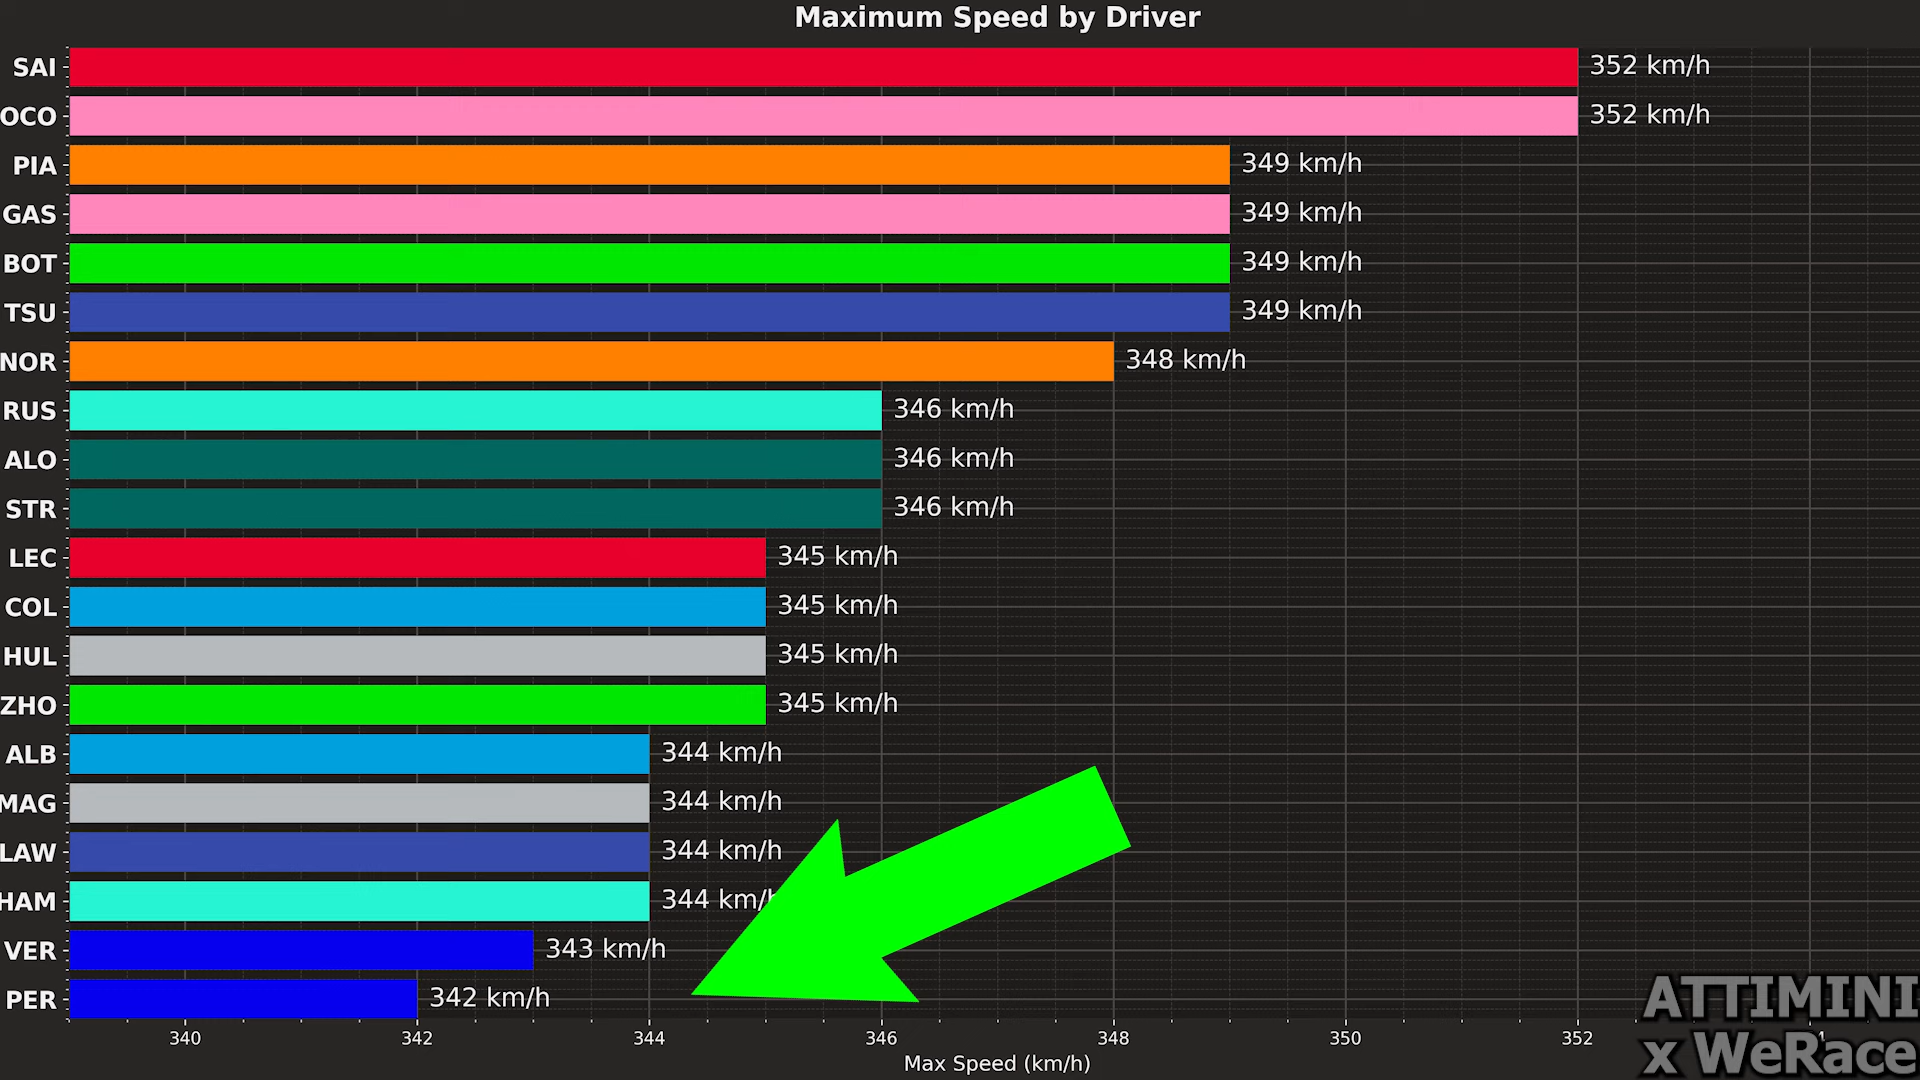 Maximum Speed by Driver
SAI 352 km/h
OCO 352 km/h
PIA 349 km/h
GAS 349 km/h
BOT 349 km/h
TSU 349 km/h
NOR 348 km/h
RUS 346 km/h
ALO 346 km/h
STR 346 km/h
LEC 345 km/h
COL 345 km/h
HUL 345 km/h
ZHO 345 km/h
ALB 344 km/h
MAG 344 km/h
LAW 344 km/h
HAM 344 km/h
VER 343 km/h
PER 342 km/h
340 342 344 346 348 350 352
Max Speed (km/h)
ATTIMINI
x WeRace